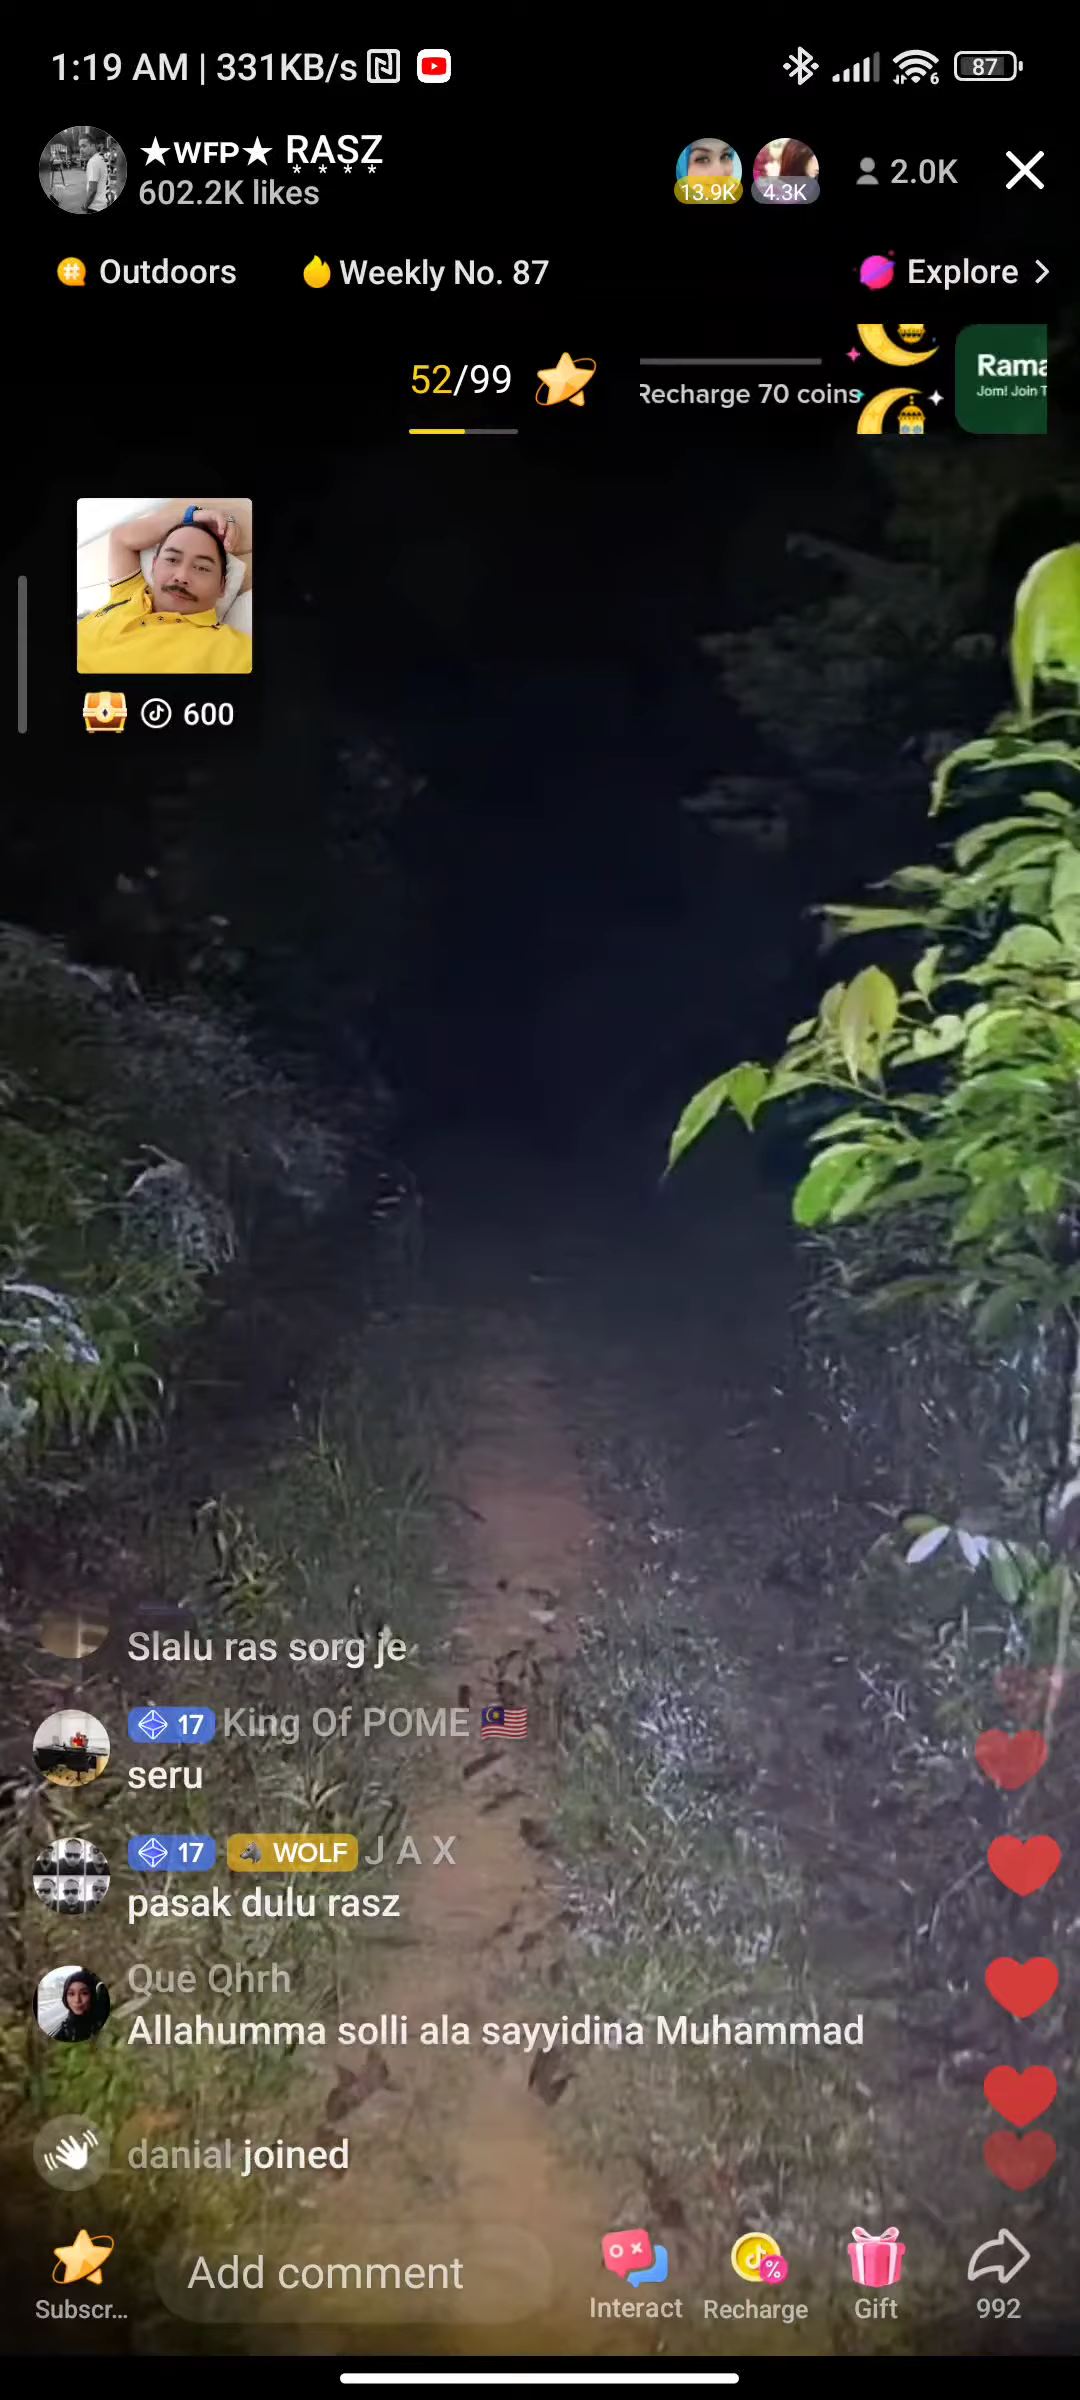 1:19 AM | 331KB/s
6
87
★WFP★ RASZ
602.2K likes
13.9K
4.3K
2.0K
Outdoors
Weekly No. 87
Explore
52/99
Recharge 70 coins
Rama
Jom! Join T
600
Slalu ras sorg je
17 King Of POME
seru
17 WOLF J A X
pasak dulu rasz
Que Qhrh
Allahumma solli ala sayyidina Muhammad
danial joined
Subscr...
Add comment
Interact
Recharge
Gift
992